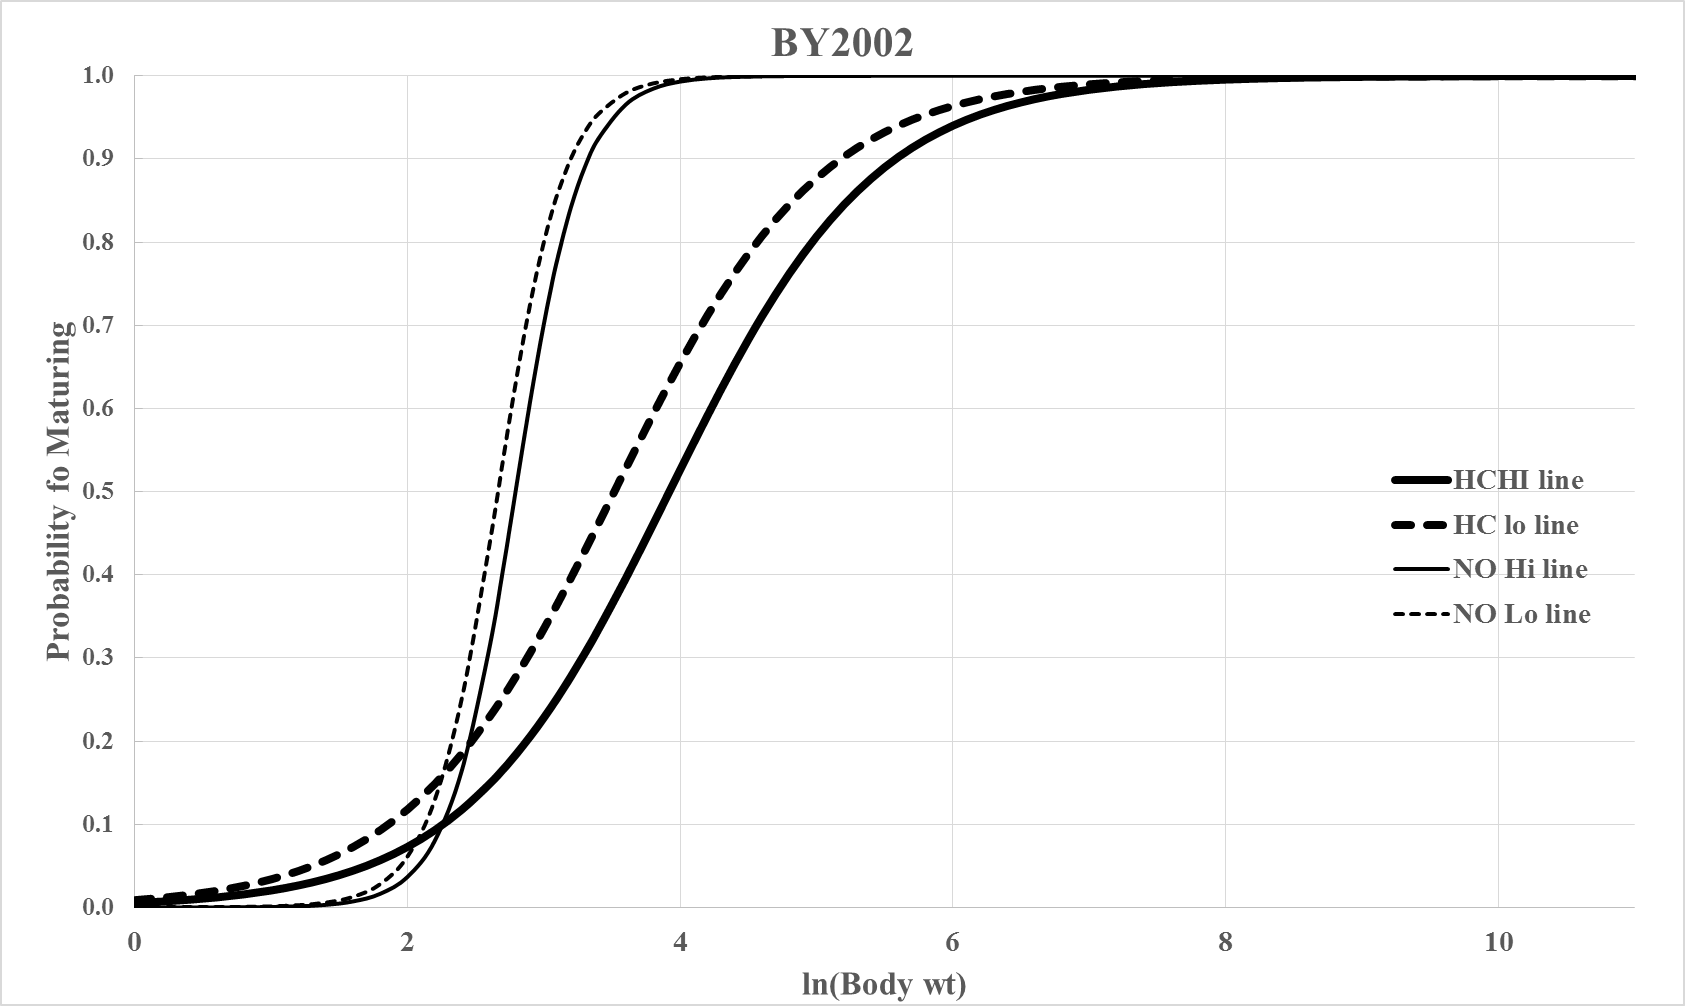 BY2002
1.0
0.9
0.8
0.7
0.6
0.5
0.4
0.3
0.2
0.1
0.0
Probability fo Maturing
HCHI line
HC lo line
NO Hi line
NO Lo line
0 2 4 6 8 10
ln(Body wt)